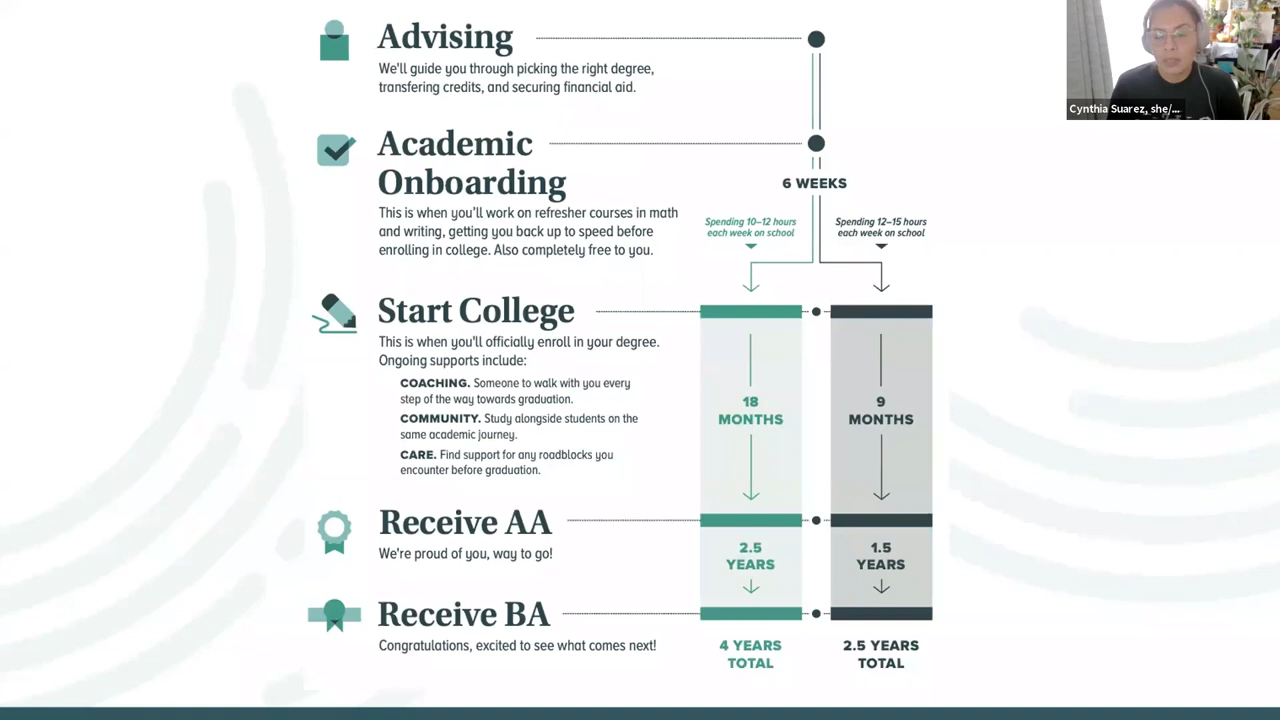 Advising
We'll guide you through picking the right degree,
transfering credits, and securing financial aid.
Academic
Onboarding
This is when you'll work on refresher courses in math
and writing, getting you back up to speed before
enrolling in college. Also completely free to you.
6 WEEKS
Spending 10–12 hours
each week on school
Spending 12–15 hours
each week on school
Start College
This is when you'll officially enroll in your degree.
Ongoing supports include:
COACHING. Someone to walk with you every
step of the way towards graduation.
COMMUNITY. Study alongside students on the
same academic journey.
CARE. Find support for any roadblocks you
encounter before graduation.
18
MONTHS
9
MONTHS
Receive AA
We're proud of you, way to go!
2.5
YEARS
1.5
YEARS
Receive BA
Congratulations, excited to see what comes next!
4 YEARS
TOTAL
2.5 YEARS
TOTAL
Cynthia Suarez, she/...